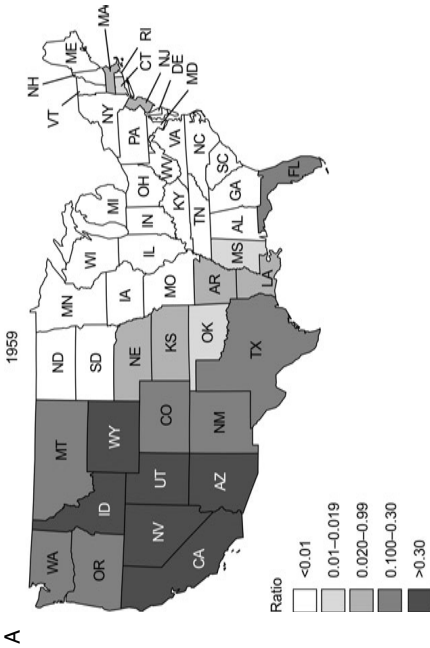 A
1959
WA
OR
CA
ID
NV
MT
WY
UT
AZ
CO
NM
ND
SD
NE
KS
OK
TX
MN
IA
MO
AR
LA
WI
IL
MS
MI
IN
KY
TN
AL
OH
WV
GA
FL
SC
NC
VA
PA
NY
VT
NH
ME
MA
RI
CT
NJ
DE
MD
Ratio
<0.01
0.01–0.019
0.020–0.99
0.100–0.30
>0.30